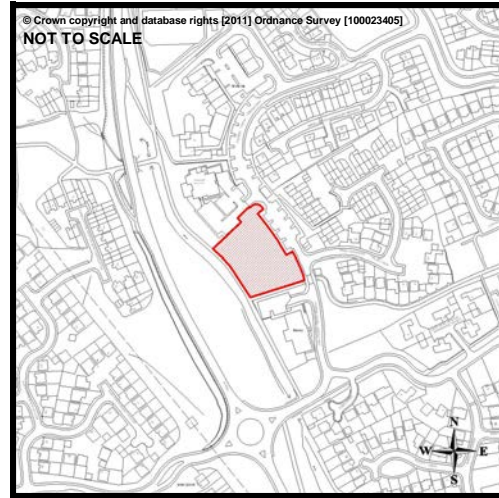 © Crown copyright and database rights [2011] Ordnance Survey [100023405]
NOT TO SCALE
N
W E
S